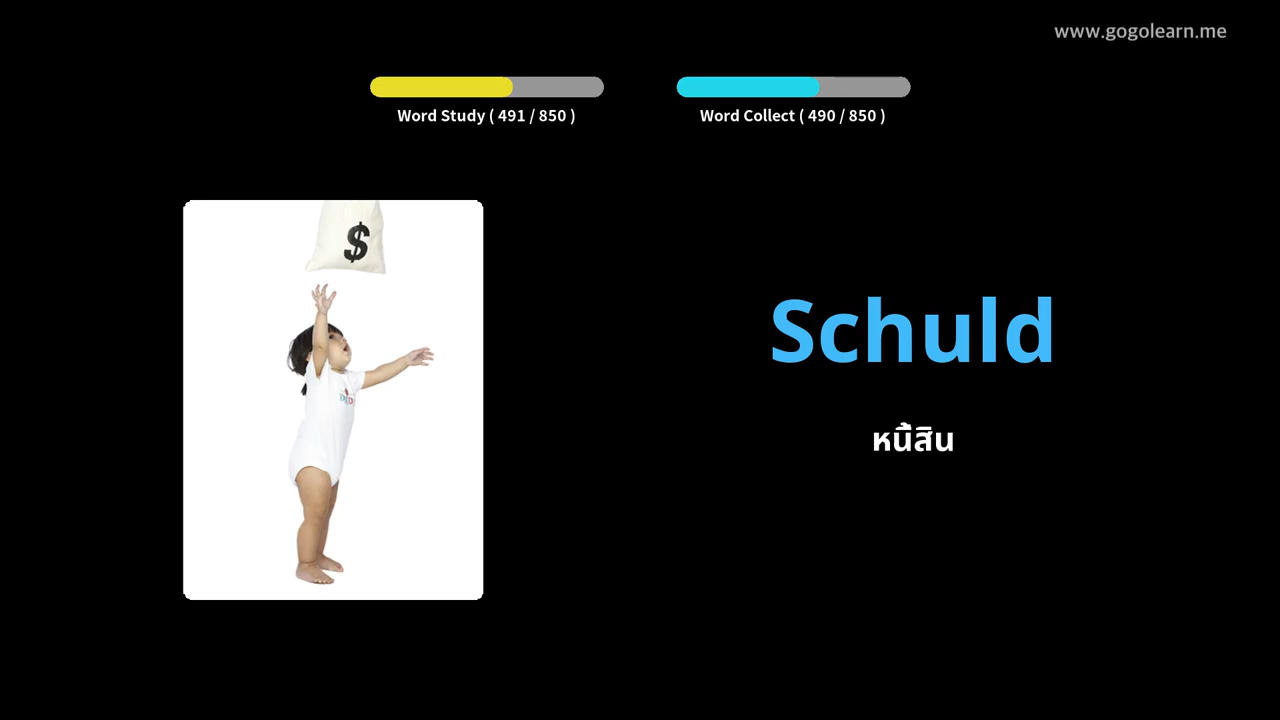 www.gogolearn.me
Word Study ( 491 / 850 )
Word Collect ( 490 / 850 )
$
Schuld
หนี้สิน